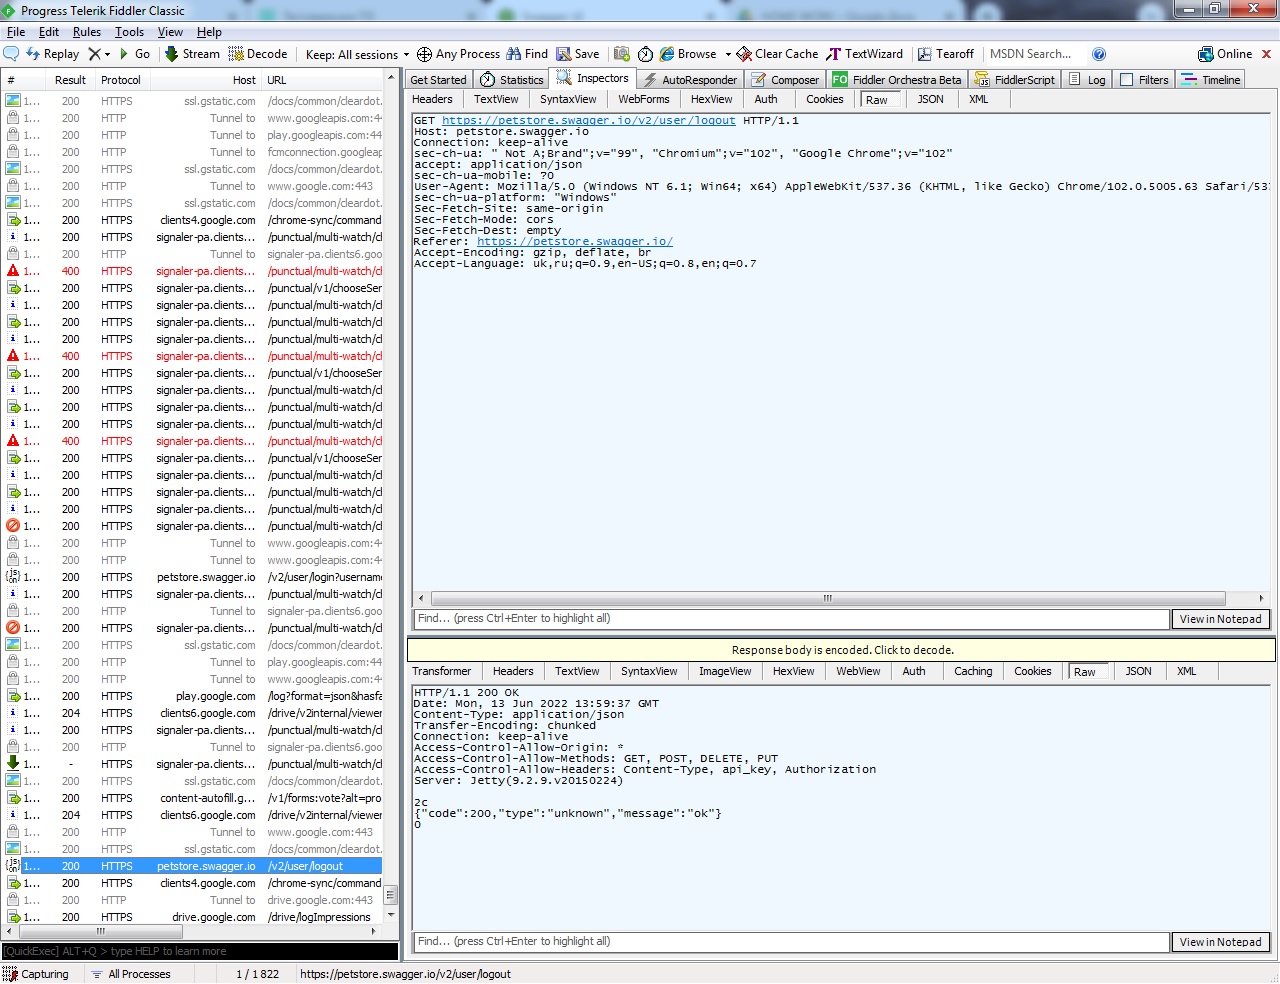 Progress Telerik Fiddler Classic
File Edit Rules Tools View Help
Replay Go Stream Decode Keep: All sessions Any Process Find Save Browse Clear Cache TextWizard Tearoff MSDN Search... Online
# Result Protocol Host URL
Get Started Statistics Inspectors AutoResponder Composer FO Fiddler Orchestra Beta FiddlerScript Log Filters Timeline
Headers TextView SyntaxView WebForms HexView Auth Cookies Raw JSON XML
1... 200 HTTPS ssl.gstatic.com /docs/common/cleardot.
1... 200 HTTP Tunnel to www.googleapis.com:44
1... 200 HTTP Tunnel to play.googleapis.com:44
1... 200 HTTP Tunnel to fcmconnection.googleap
1... 200 HTTPS ssl.gstatic.com /docs/common/cleardot.
1... 200 HTTP Tunnel to www.google.com:443
1... 200 HTTPS ssl.gstatic.com /docs/common/cleardot.
1... 200 HTTPS clients4.google.com /chrome-sync/command
1... 200 HTTPS signaler-pa.clients... /punctual/multi-watch/cl
1... 200 HTTP Tunnel to signaler-pa.clients6.goo
1... 400 HTTPS signaler-pa.clients... /punctual/multi-watch/cl
1... 200 HTTPS signaler-pa.clients... /punctual/v1/chooseSer
1... 200 HTTPS signaler-pa.clients... /punctual/multi-watch/cl
1... 200 HTTPS signaler-pa.clients... /punctual/multi-watch/cl
1... 200 HTTPS signaler-pa.clients... /punctual/multi-watch/cl
1... 400 HTTPS signaler-pa.clients... /punctual/multi-watch/cl
1... 200 HTTPS signaler-pa.clients... /punctual/v1/chooseSer
1... 200 HTTPS signaler-pa.clients... /punctual/multi-watch/cl
1... 200 HTTPS signaler-pa.clients... /punctual/multi-watch/cl
1... 200 HTTPS signaler-pa.clients... /punctual/multi-watch/cl
1... 400 HTTPS signaler-pa.clients... /punctual/multi-watch/cl
1... 200 HTTPS signaler-pa.clients... /punctual/v1/chooseSer
1... 200 HTTPS signaler-pa.clients... /punctual/multi-watch/cl
1... 200 HTTPS signaler-pa.clients... /punctual/multi-watch/cl
1... 200 HTTPS signaler-pa.clients... /punctual/multi-watch/cl
1... 200 HTTPS signaler-pa.clients... /punctual/multi-watch/cl
1... 200 HTTP Tunnel to www.googleapis.com:44
1... 200 HTTP Tunnel to www.googleapis.com:44
1... 200 HTTPS petstore.swagger.io /v2/user/login?usernam
1... 200 HTTPS signaler-pa.clients... /punctual/multi-watch/cl
1... 200 HTTP Tunnel to signaler-pa.clients6.goo
1... 200 HTTPS signaler-pa.clients... /punctual/multi-watch/cl
1... 200 HTTPS ssl.gstatic.com /docs/common/cleardot.
1... 200 HTTP Tunnel to play.googleapis.com:44
1... 200 HTTP Tunnel to www.googleapis.com:44
1... 200 HTTPS play.google.com /log?format=json&hasfa
1... 204 HTTPS clients6.google.com /drive/v2internal/viewer
1... 200 HTTPS signaler-pa.clients... /punctual/multi-watch/cl
1... 200 HTTP Tunnel to signaler-pa.clients6.goo
1... - HTTPS signaler-pa.clients... /punctual/multi-watch/cl
1... 200 HTTPS ssl.gstatic.com /docs/common/cleardot.
1... 200 HTTPS content-autofill.g... /v1/forms:vote?alt=pro
1... 204 HTTPS clients6.google.com /drive/v2internal/viewer
1... 200 HTTP Tunnel to www.google.com:443
1... 200 HTTPS ssl.gstatic.com /docs/common/cleardot.
1... 200 HTTPS petstore.swagger.io /v2/user/logout
1... 200 HTTPS clients4.google.com /chrome-sync/command
1... 200 HTTP Tunnel to drive.google.com:443
1... 200 HTTPS drive.google.com /drive/logImpressions
GET https://petstore.swagger.io/v2/user/logout HTTP/1.1
Host: petstore.swagger.io
Connection: keep-alive
sec-ch-ua: " Not A;Brand";v="99", "Chromium";v="102", "Google Chrome";v="102"
accept: application/json
sec-ch-ua-mobile: ?0
User-Agent: Mozilla/5.0 (Windows NT 6.1; Win64; x64) AppleWebKit/537.36 (KHTML, like Gecko) Chrome/102.0.5005.63 Safari/53
sec-ch-ua-platform: "Windows"
Sec-Fetch-Site: same-origin
Sec-Fetch-Mode: cors
Sec-Fetch-Dest: empty
Referer: https://petstore.swagger.io/
Accept-Encoding: gzip, deflate, br
Accept-Language: uk,ru;q=0.9,en-US;q=0.8,en;q=0.7
Find... (press Ctrl+Enter to highlight all) View in Notepad
Response body is encoded. Click to decode.
Transformer Headers TextView SyntaxView ImageView HexView WebView Auth Caching Cookies Raw JSON XML
HTTP/1.1 200 OK
Date: Mon, 13 Jun 2022 13:59:37 GMT
Content-Type: application/json
Transfer-Encoding: chunked
Connection: keep-alive
Access-Control-Allow-Origin: *
Access-Control-Allow-Methods: GET, POST, DELETE, PUT
Access-Control-Allow-Headers: Content-Type, api_key, Authorization
Server: Jetty(9.2.9.v20150224)
2c
{"code":200,"type":"unknown","message":"ok"}
0
Find... (press Ctrl+Enter to highlight all) View in Notepad
[QuickExec] ALT+Q > type HELP to learn more
Capturing All Processes 1 / 1 822 https://petstore.swagger.io/v2/user/logout